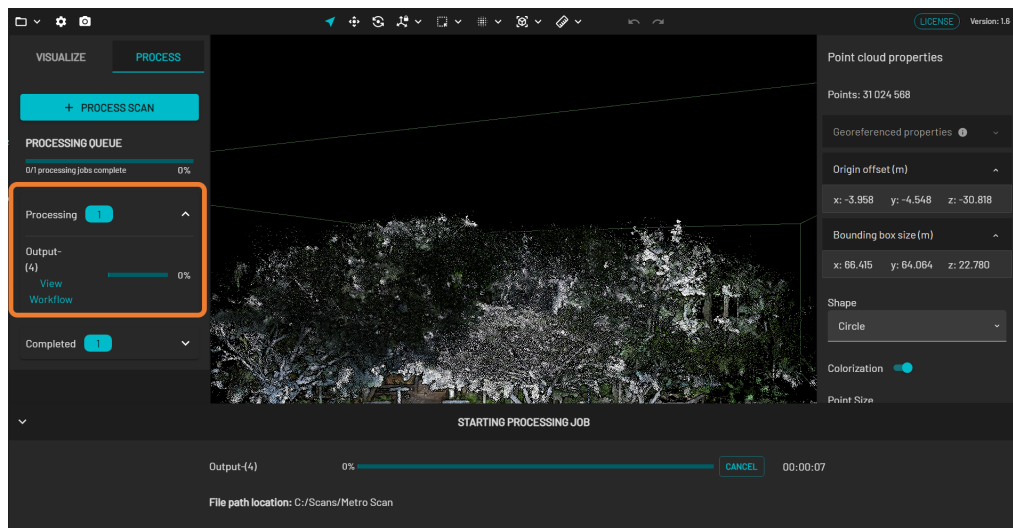 LICENSE Version: 1.6
VISUALIZE PROCESS
+ PROCESS SCAN
PROCESSING QUEUE
0/1 processing jobs complete 0%
Processing 1
Output-
(4)
View
Workflow
0%
Completed 1
Point cloud properties
Points: 31 024 568
Georeferenced properties
Origin offset (m)
x: -3.958 y: -4.548 z: -30.818
Bounding box size (m)
x: 66.415 y: 64.064 z: 22.780
Shape
Circle
Colorization
Point Size
STARTING PROCESSING JOB
Output-(4) 0% CANCEL 00:00:07
File path location: C:/Scans/Metro Scan